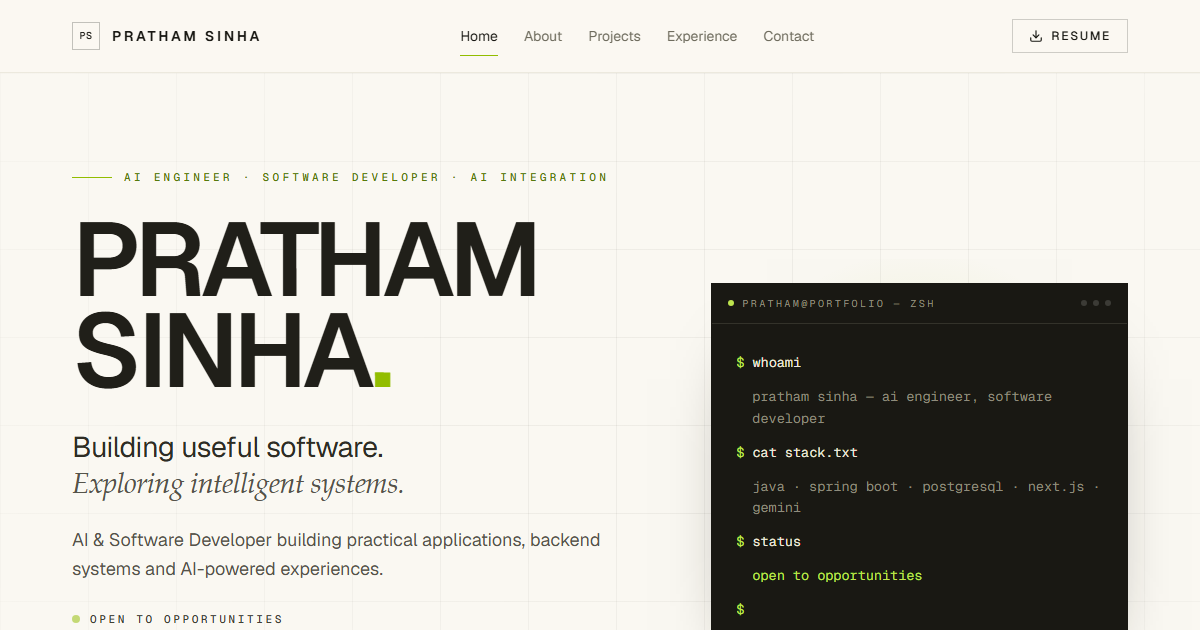 PS
PRATHAM SINHA
Home
About
Projects
Experience
Contact
RESUME
AI ENGINEER · SOFTWARE DEVELOPER · AI INTEGRATION
PRATHAM
SINHA.
Building useful software.
Exploring intelligent systems.
AI & Software Developer building practical applications, backend
systems and AI-powered experiences.
OPEN TO OPPORTUNITIES
PRATHAM@PORTFOLIO — ZSH
$ whoami
pratham sinha — ai engineer, software
developer
$ cat stack.txt
java · spring boot · postgresql · next.js ·
gemini
$ status
open to opportunities
$